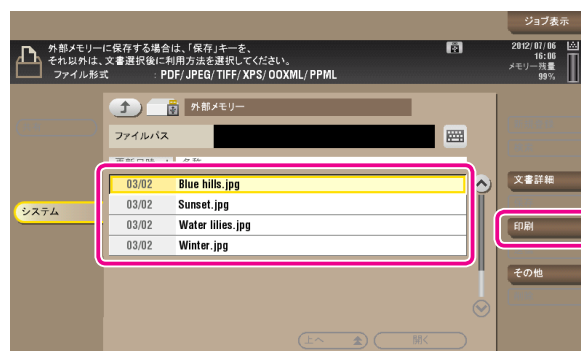 ジョブ表示
外部メモリーに保存する場合は、「保存」キーを、
それ以外は、文書選択後に利用方法を選択してください。
ファイル形式 : PDF/JPEG/TIFF/XPS/OOXML/PPML
2012/07/06
16:06
メモリー残量
99%
外部メモリー
ファイルパス
更新日時
名称
03/02 Blue hills.jpg
03/02 Sunset.jpg
03/02 Water lilies.jpg
03/02 Winter.jpg
システム
文書詳細
印刷
その他
上へ
開く